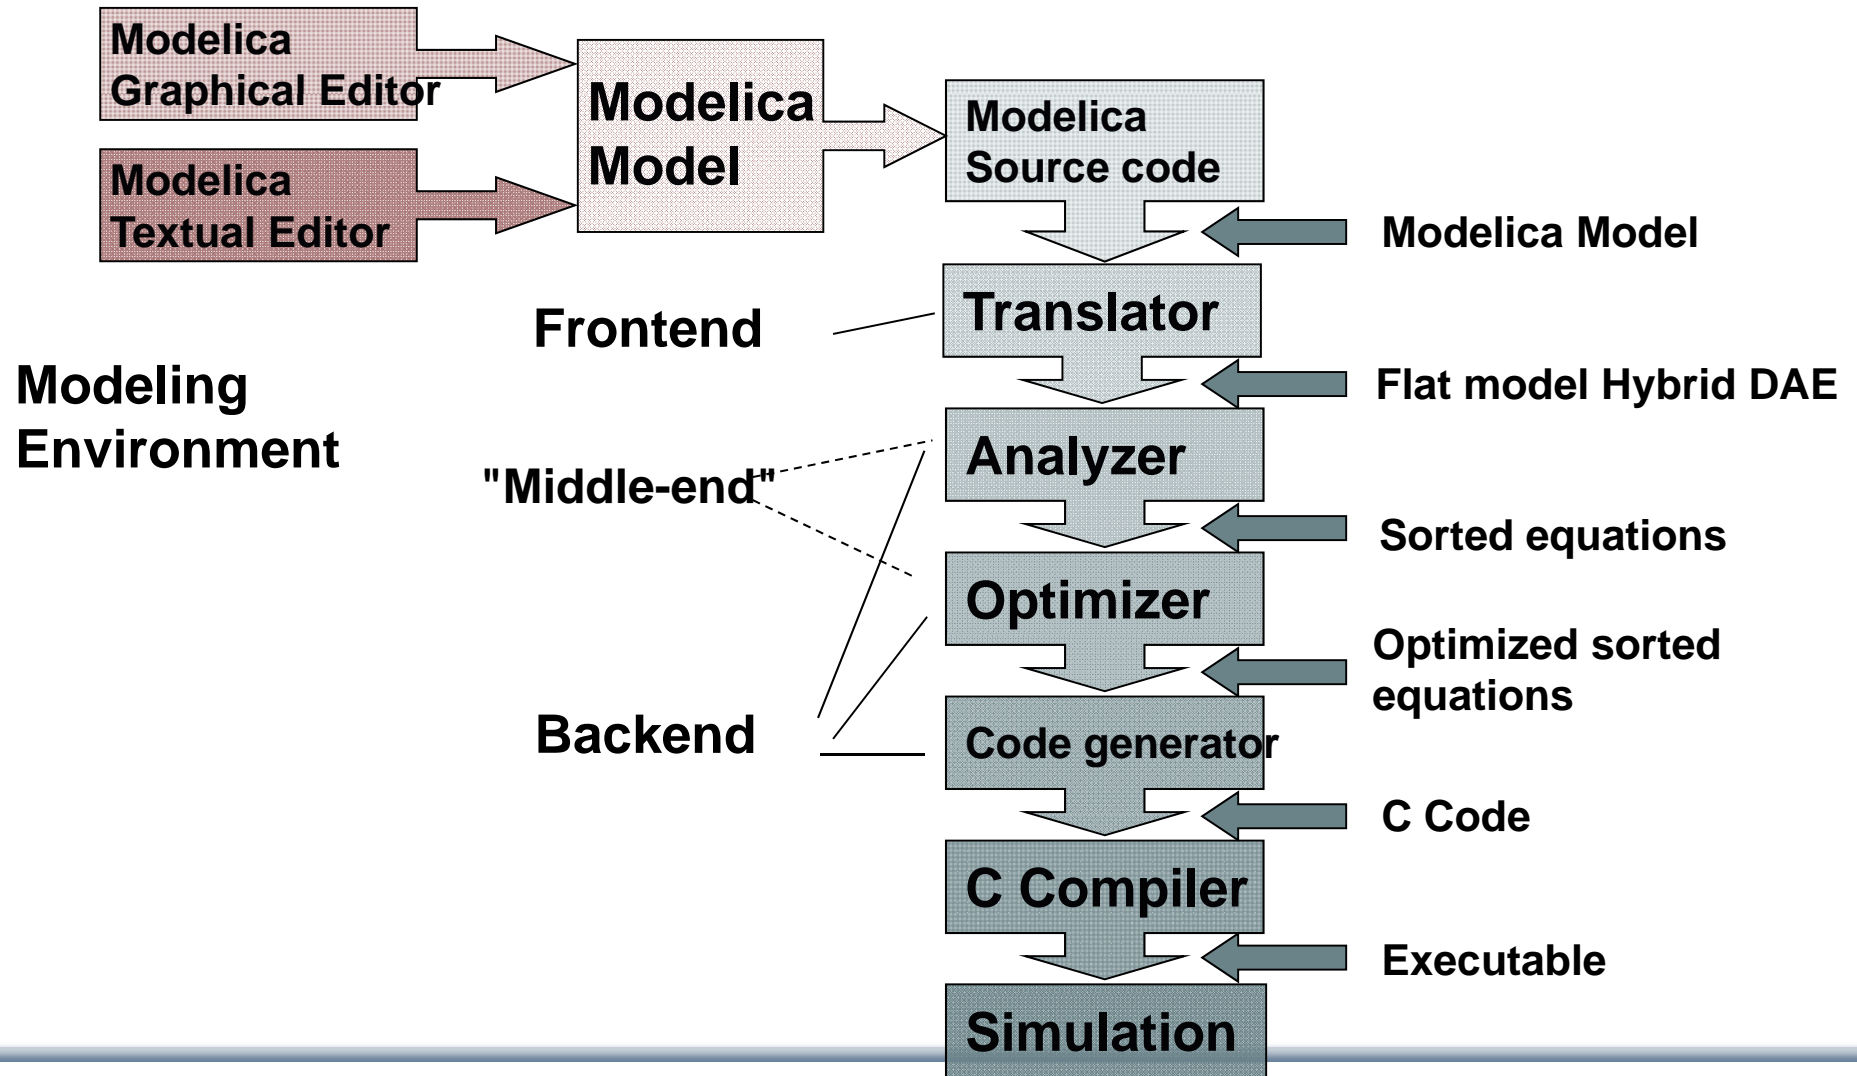 Modelica
Graphical Editor
Modelica
Textual Editor
Modelica
Model
Modelica
Source code
Modelica Model
Translator
Frontend
Flat model Hybrid DAE
Modeling
Environment
Analyzer
"Middle-end"
Sorted equations
Optimizer
Optimized sorted
equations
Backend
Code generator
C Code
C Compiler
Executable
Simulation